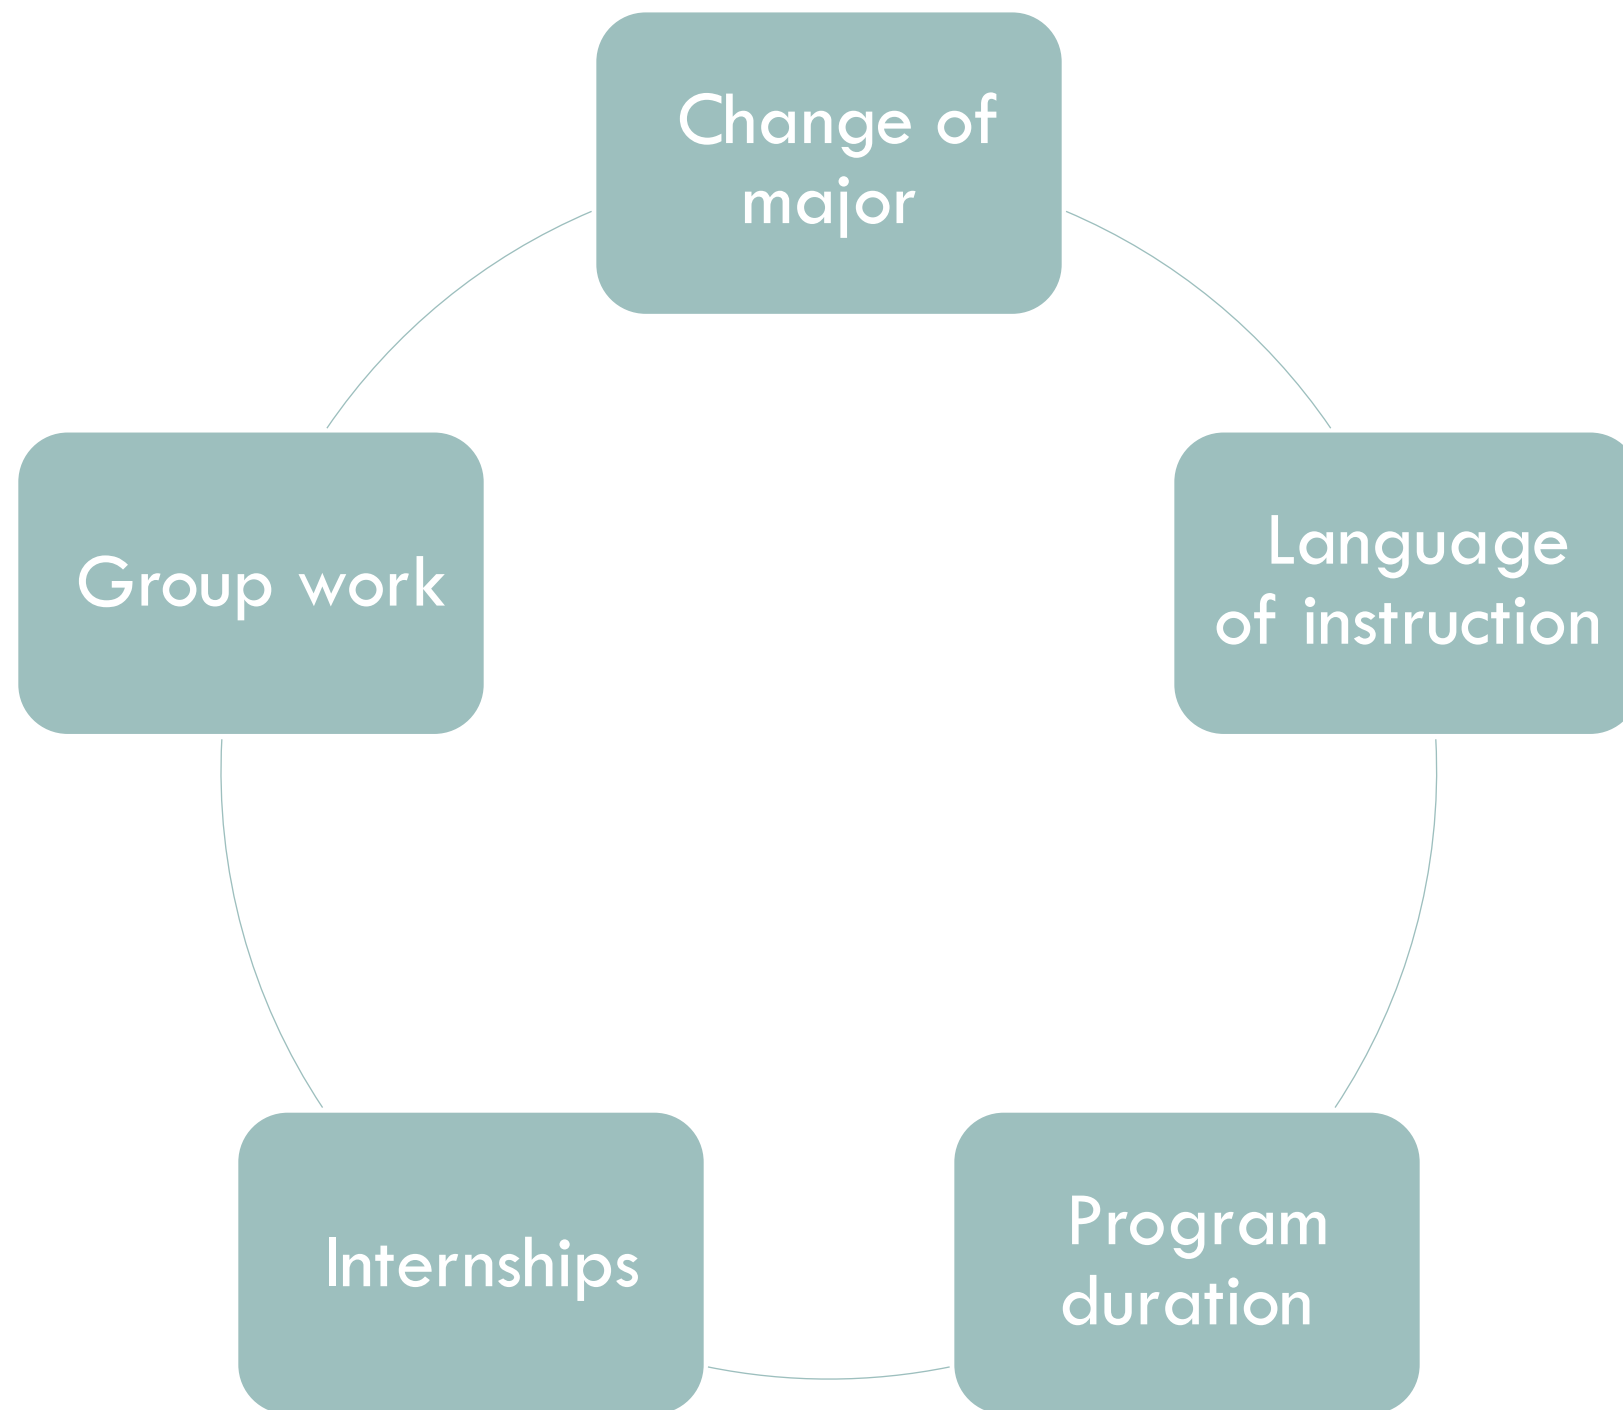 Change of
major
Language
of instruction
Program
duration
Internships
Group work